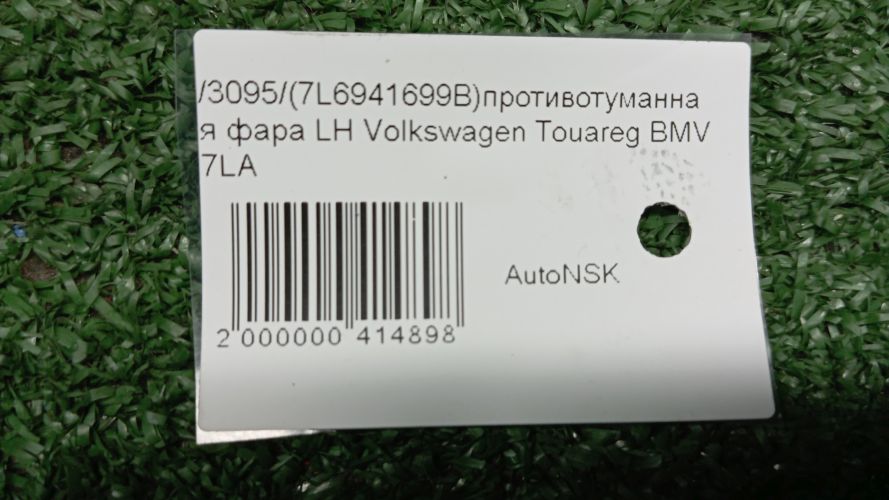 /3095/(7L6941699B)противотуманна
я фара LH Volkswagen Touareg BMV
7LA
AutoNSK
2 000000 414898